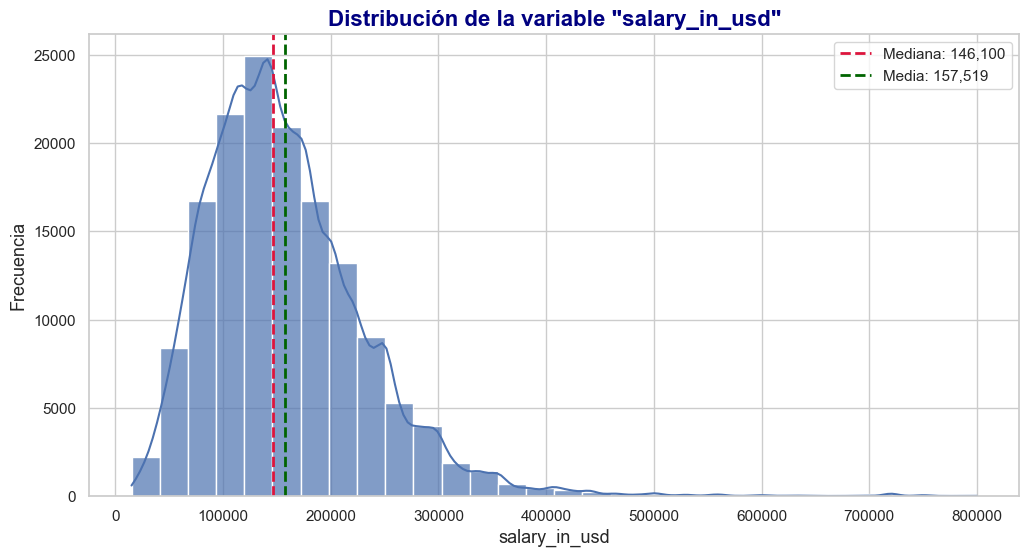 Distribución de la variable "salary_in_usd"
Mediana: 146,100
Media: 157,519
Frecuencia
25000
20000
15000
10000
5000
0
0 100000 200000 300000 400000 500000 600000 700000 800000
salary_in_usd